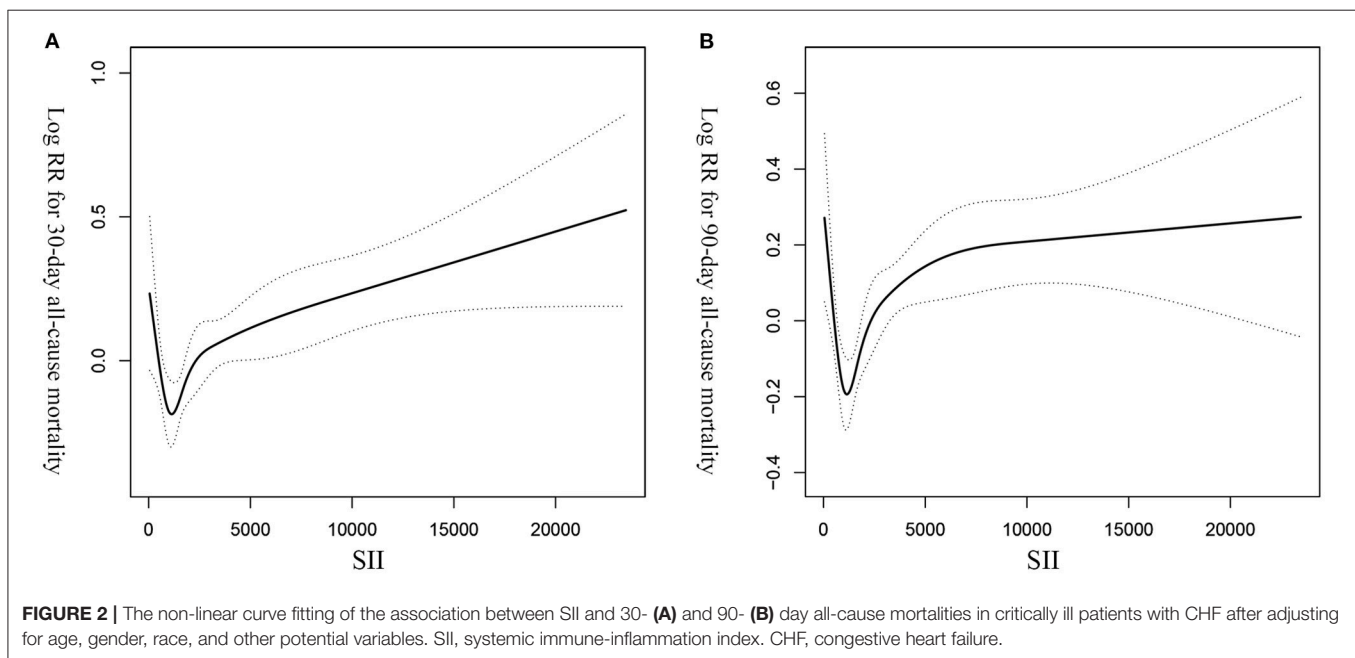 A
Log RR for 30-day all-cause mortality
1.0
0.5
0.0
0 5000 10000 15000 20000
SII
B
Log RR for 90-day all-cause mortality
0.6
0.4
0.2
0.0
−0.2
−0.4
0 5000 10000 15000 20000
SII
FIGURE 2 | The non-linear curve fitting of the association between SII and 30- (A) and 90- (B) day all-cause mortalities in critically ill patients with CHF after adjusting
for age, gender, race, and other potential variables. SII, systemic immune-inflammation index. CHF, congestive heart failure.